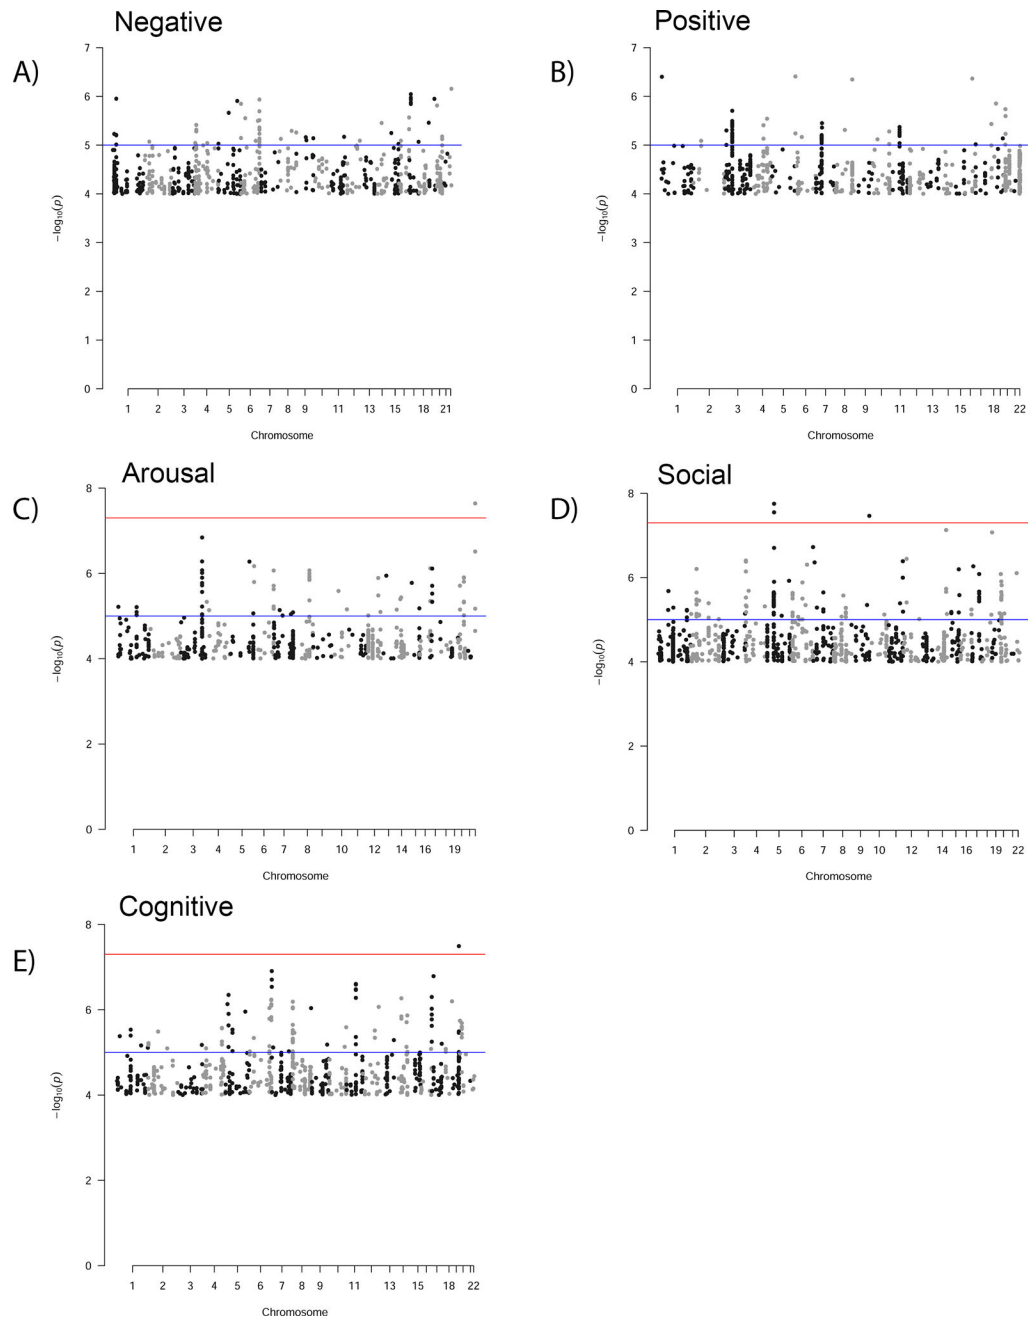 Negative
A)
7
6
5
4
3
2
1
0
−log10(p)
1 2 3 4 5 6 7 8 9 11 13 15 18 21
Chromosome
Positive
B)
7
6
5
4
3
2
1
0
−log10(p)
1 2 3 4 5 6 7 8 9 11 13 15 18 22
Chromosome
Arousal
C)
8
6
4
2
0
−log10(p)
1 2 3 4 5 6 7 8 10 12 14 16 19
Chromosome
Social
D)
8
6
4
2
0
−log10(p)
1 2 3 4 5 6 7 8 9 10 12 14 16 19 22
Chromosome
Cognitive
E)
8
6
4
2
0
−log10(p)
1 2 3 4 5 6 7 8 9 11 13 15 18 22
Chromosome